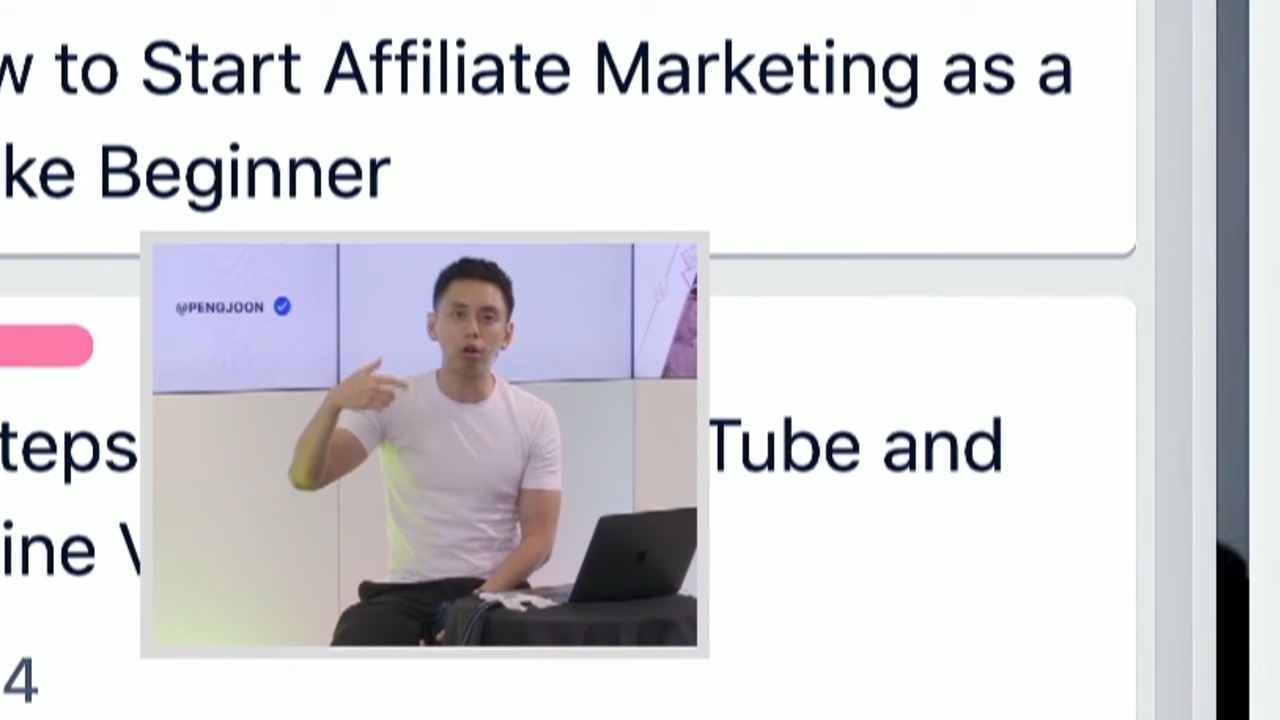 w to Start Affiliate Marketing as a
ke Beginner
@PENGJOON
teps Tube and
ine
4